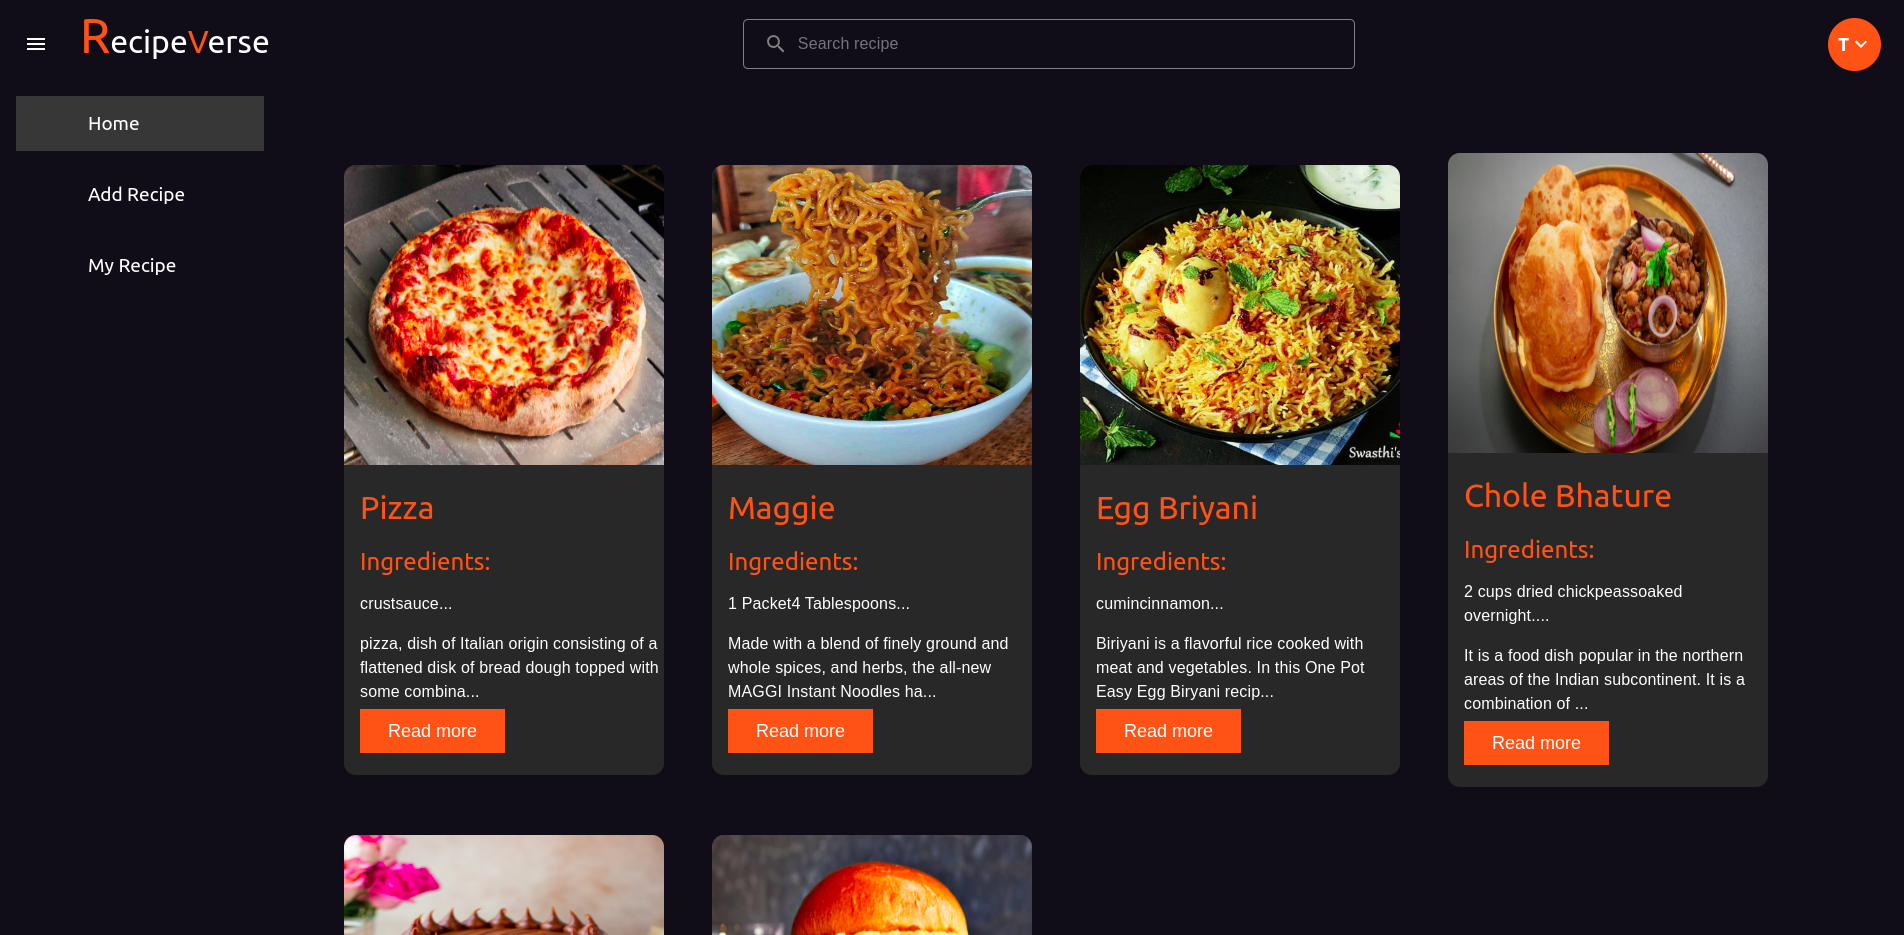 RecipeVerse
Search recipe
T
Home
Add Recipe
My Recipe
Pizza
Ingredients:
crustsauce...
pizza, dish of Italian origin consisting of a
flattened disk of bread dough topped with
some combina...
Read more
Maggie
Ingredients:
1 Packet4 Tablespoons...
Made with a blend of finely ground and
whole spices, and herbs, the all-new
MAGGI Instant Noodles ha...
Read more
Swasthi's
Egg Briyani
Ingredients:
cumincinnamon...
Biriyani is a flavorful rice cooked with
meat and vegetables. In this One Pot
Easy Egg Biryani recip...
Read more
Chole Bhature
Ingredients:
2 cups dried chickpeassoaked
overnight....
It is a food dish popular in the northern
areas of the Indian subcontinent. It is a
combination of ...
Read more